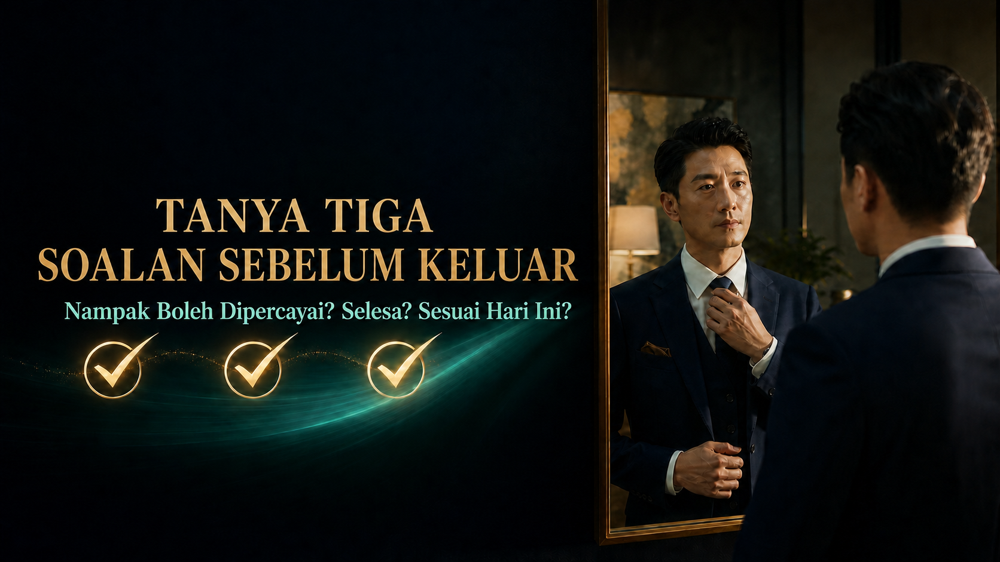 TANYA TIGA
SOALAN SEBELUM KELUAR
Nampak Boleh Dipercayai? Selesa? Sesuai Hari Ini?